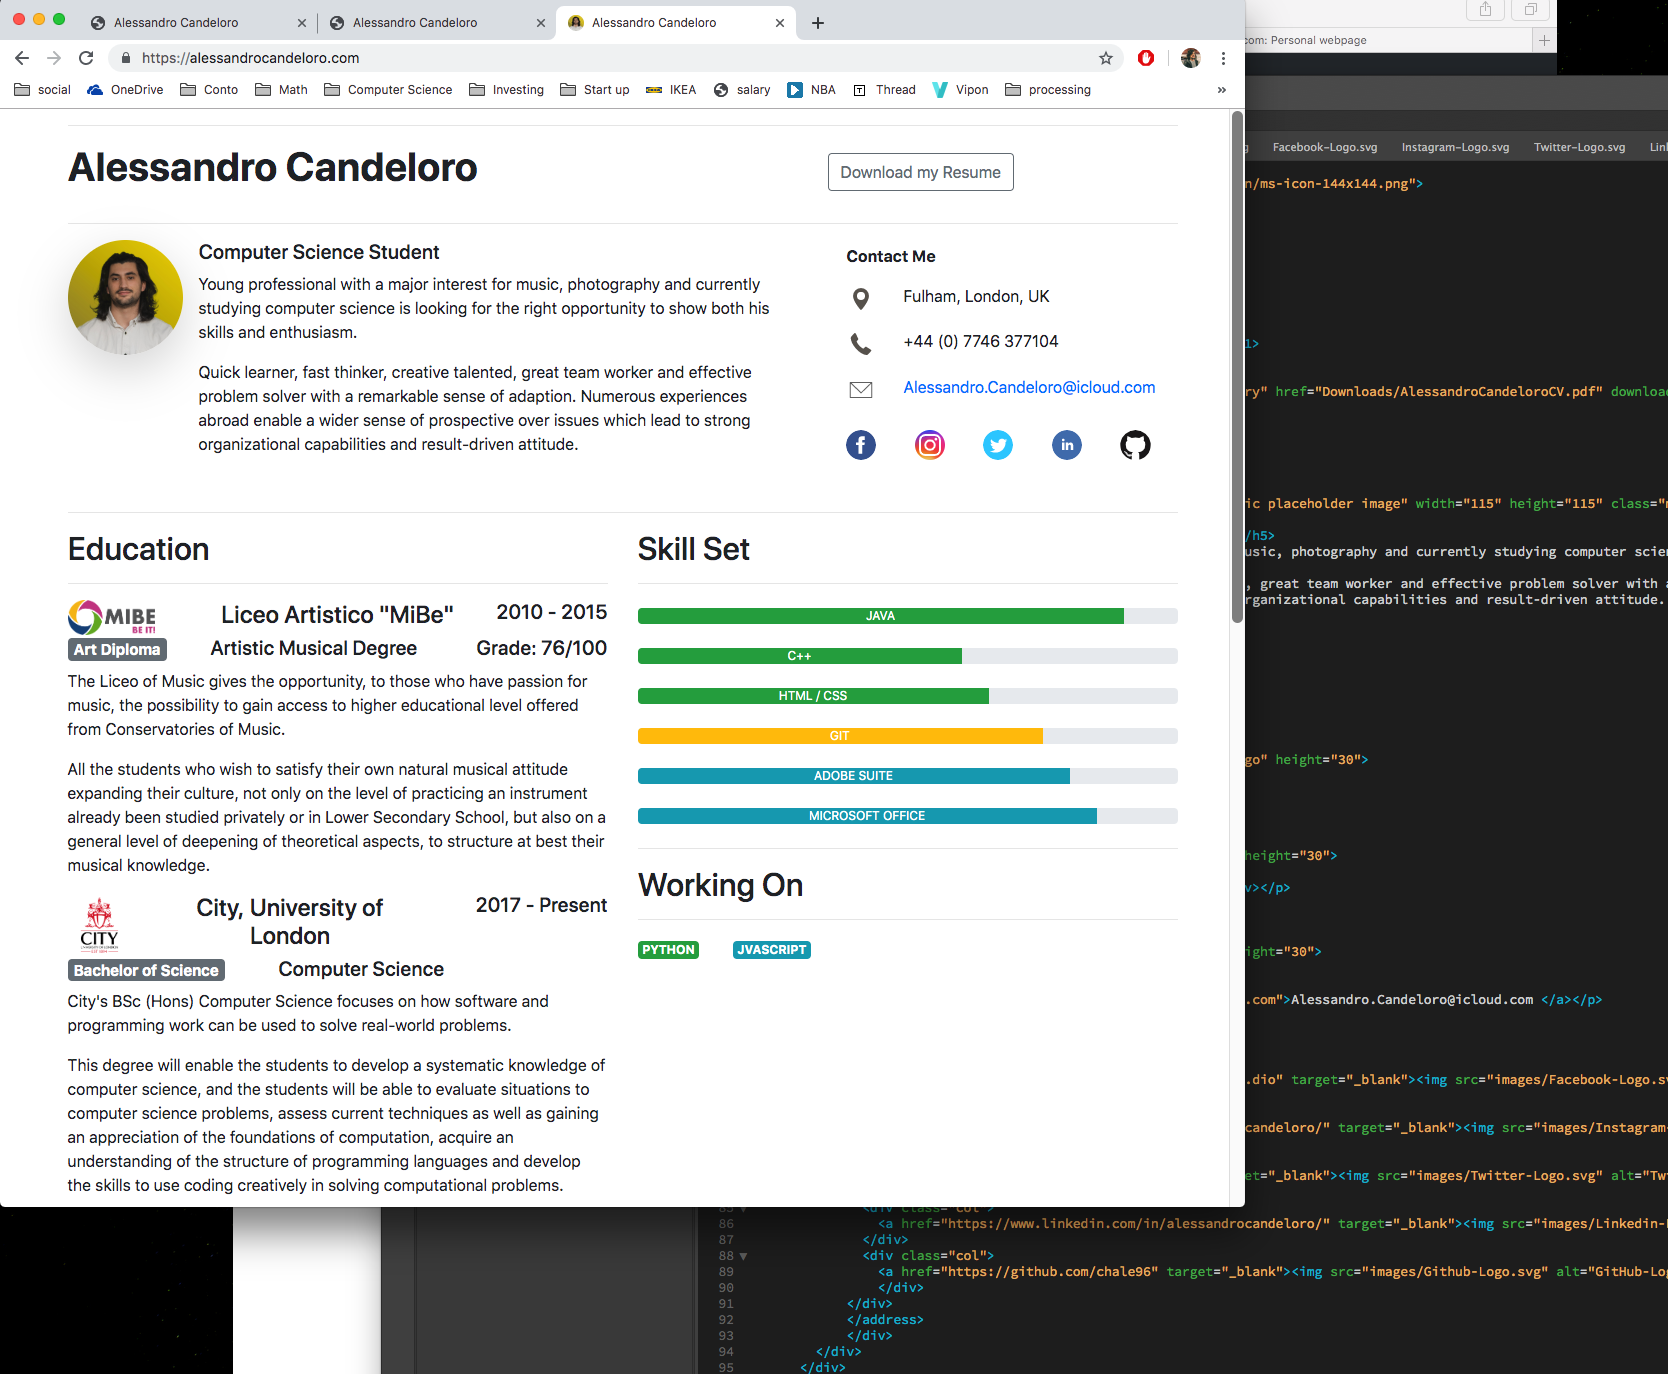 Alessandro Candeloro
Alessandro Candeloro
Alessandro Candeloro
https://alessandrocandeloro.com
social OneDrive Conto Math Computer Science Investing Start up IKEA salary NBA Thread Vipon processing »
com: Personal webpage
Facebook-Logo.svg Instagram-Logo.svg Twitter-Logo.svg
Alessandro Candeloro
Download my Resume
Computer Science Student
Young professional with a major interest for music, photography and currently
studying computer science is looking for the right opportunity to show both his
skills and enthusiasm.
Quick learner, fast thinker, creative talented, great team worker and effective
problem solver with a remarkable sense of adaption. Numerous experiences
abroad enable a wider sense of prospective over issues which lead to strong
organizational capabilities and result-driven attitude.
Contact Me
Fulham, London, UK
+44 (0) 7746 377104
Alessandro.Candeloro@icloud.com
Education
MIBE
BE IT!
Liceo Artistico "MiBe"
2010 - 2015
Art Diploma
Artistic Musical Degree
Grade: 76/100
The Liceo of Music gives the opportunity, to those who have passion for
music, the possibility to gain access to higher educational level offered
from Conservatories of Music.
All the students who wish to satisfy their own natural musical attitude
expanding their culture, not only on the level of practicing an instrument
already been studied privately or in Lower Secondary School, but also on a
general level of deepening of theoretical aspects, to structure at best their
musical knowledge.
CITY
City, University of
London
2017 - Present
Bachelor of Science
Computer Science
City's BSc (Hons) Computer Science focuses on how software and
programming work can be used to solve real-world problems.
This degree will enable the students to develop a systematic knowledge of
computer science, and the students will be able to evaluate situations to
computer science problems, assess current techniques as well as gaining
an appreciation of the foundations of computation, acquire an
understanding of the structure of programming languages and develop
the skills to use coding creatively in solving computational problems.
Skill Set
JAVA
C++
HTML / CSS
GIT
ADOBE SUITE
MICROSOFT OFFICE
Working On
PYTHON JVASCRIPT
n/ms-icon-144x144.png">
1>
ry" href="Downloads/AlessandroCandeloroCV.pdf"
ic placeholder image" width="115" height="115"
/h5>
usic, photography and currently studying computer
, great team worker and effective problem solver with
rganizational capabilities and result-driven attitude.
go" height="30">
height="30">
v></p>
ight="30">
.com">Alessandro.Candeloro@icloud.com </a></p>
.dio" target="_blank"><img src="images/Facebook-Logo.
candeloro/" target="_blank"><img src="images/Instagram-
et="_blank"><img src="images/Twitter-Logo.svg"
85 <div class="col">
86 <a href="https://www.linkedin.com/in/alessandrocandeloro/" target="_blank"><img src="images/Linkedin-
87 </div>
88 <div class="col">
89 <a href="https://github.com/chale96" target="_blank"><img src="images/Github-Logo.svg" alt="GitHub-
90 </div>
91 </div>
92 </address>
93 </div>
94 </div>
95 </div>